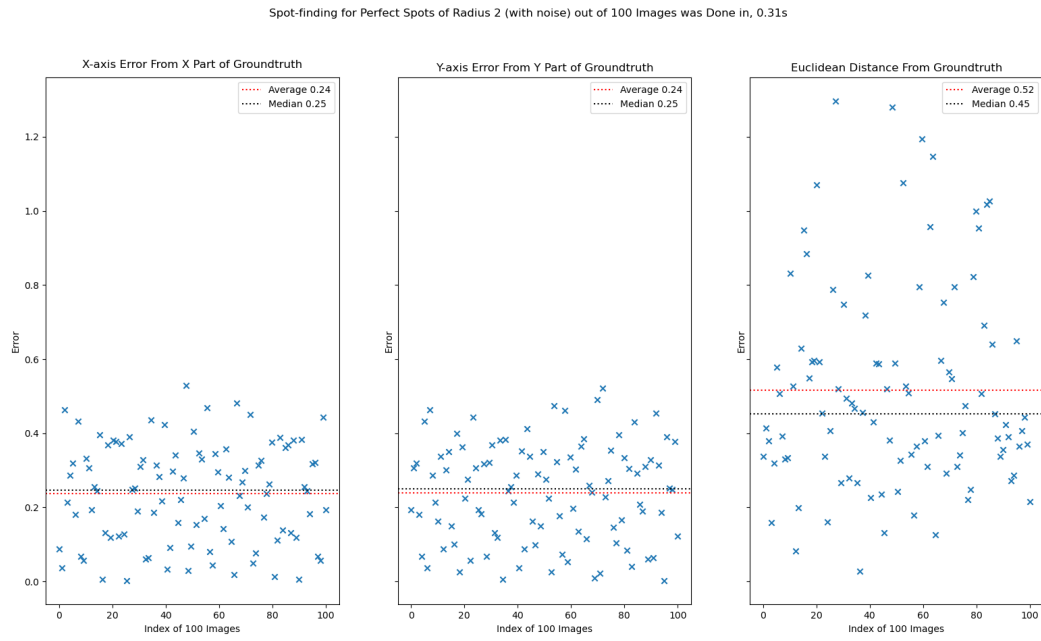 Spot-finding for Perfect Spots of Radius 2 (with noise) out of 100 Images was Done in, 0.31s
X-axis Error From X Part of Groundtruth
Average 0.24
Median 0.25
Error
1.2
1.0
0.8
0.6
0.4
0.2
0.0
0 20 40 60 80 100
Index of 100 Images
Y-axis Error From Y Part of Groundtruth
Average 0.24
Median 0.25
Error
0 20 40 60 80 100
Index of 100 Images
Euclidean Distance From Groundtruth
Average 0.52
Median 0.45
Error
0 20 40 60 80 100
Index of 100 Images